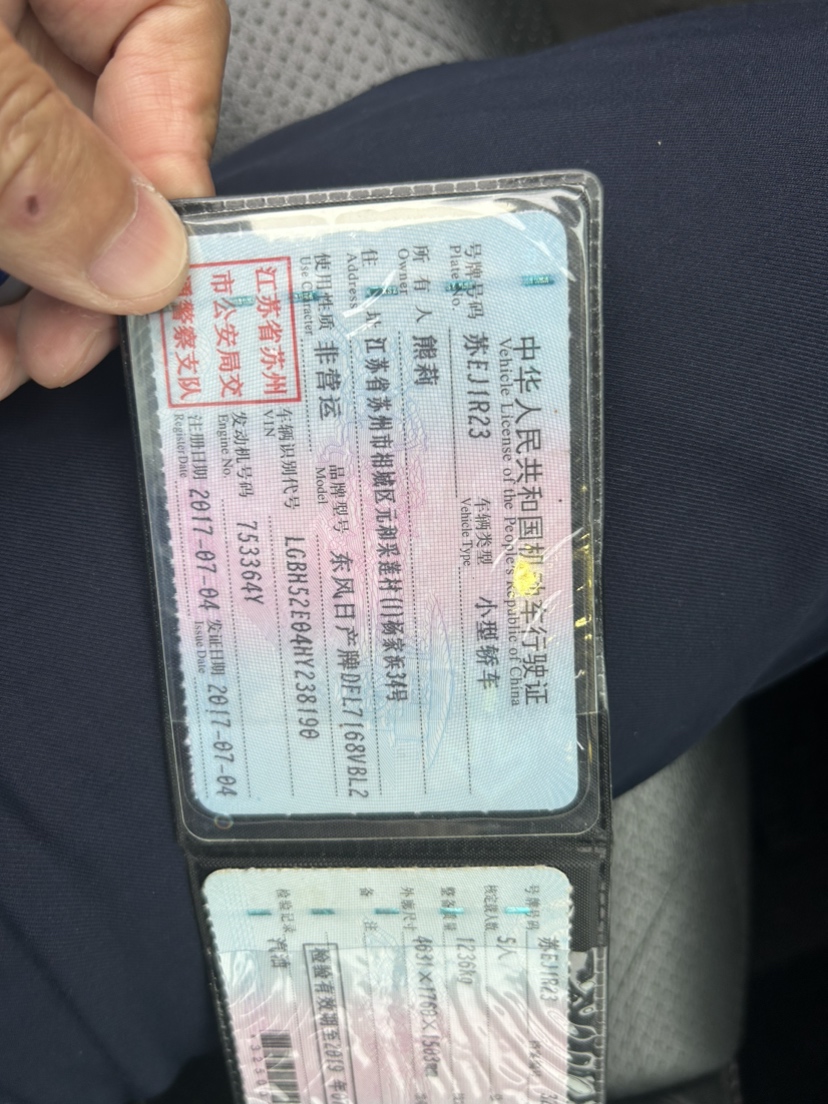 中华人民共和国机动车行驶证
Vehicle License of the People's Republic of China
号牌号码 苏EJ1R23 车辆类型 小型轿车
Plate No. Vehicle Type
所有人 熊莉
Owner
住址 江苏省苏州市相城区元和采莲村(1)杨家浜34号
Address
使用性质 非营运 品牌型号 东风日产牌DFL7168VBL2
Use Character Model
江苏省苏州
市公安局交
警察支队
车辆识别代号 LGBH52E04HY238190
VIN
发动机号码 753364Y
Engine No.
注册日期 2017-07-04 发证日期 2017-07-04
Register Date Issue Date
号牌号码 苏EJ1R23
核定载人数 5人
整备质量
外廓尺寸
备注
检验有效期至2019年0
检验记录 汽油